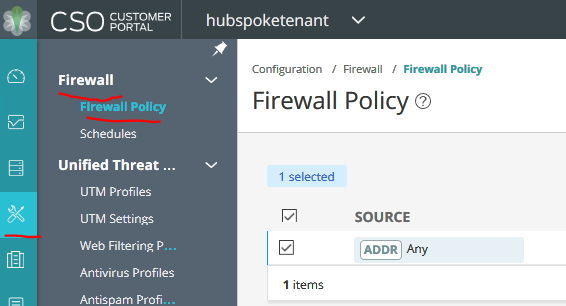 CSO CUSTOMER PORTAL hubspoketenant
Firewall
Firewall Policy
Schedules
Unified Threat ...
UTM Profiles
UTM Settings
Web Filtering P...
Antivirus Profiles
Antispam Profi...
Configuration / Firewall / Firewall Policy
Firewall Policy ?
1 selected
SOURCE
ADDR Any
1 items